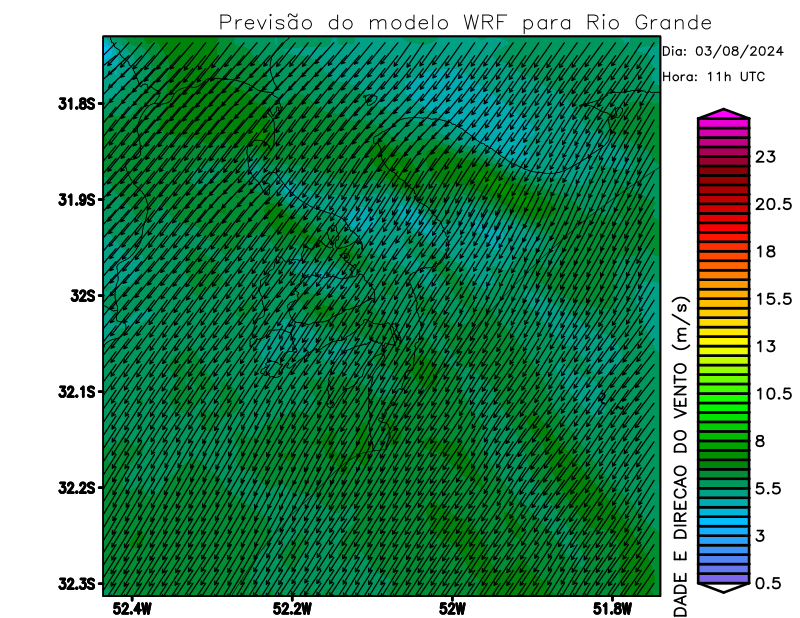 Previsão do modelo WRF para Rio Grande
Dia: 03/08/2024
Hora: 11h UTC
31.8S
31.9S
32S
32.1S
32.2S
32.3S
52.4W
52.2W
52W
51.8W
23
20.5
18
15.5
13
10.5
8
5.5
3
0.5
DADE E DIRECAO DO VENTO (m/s)